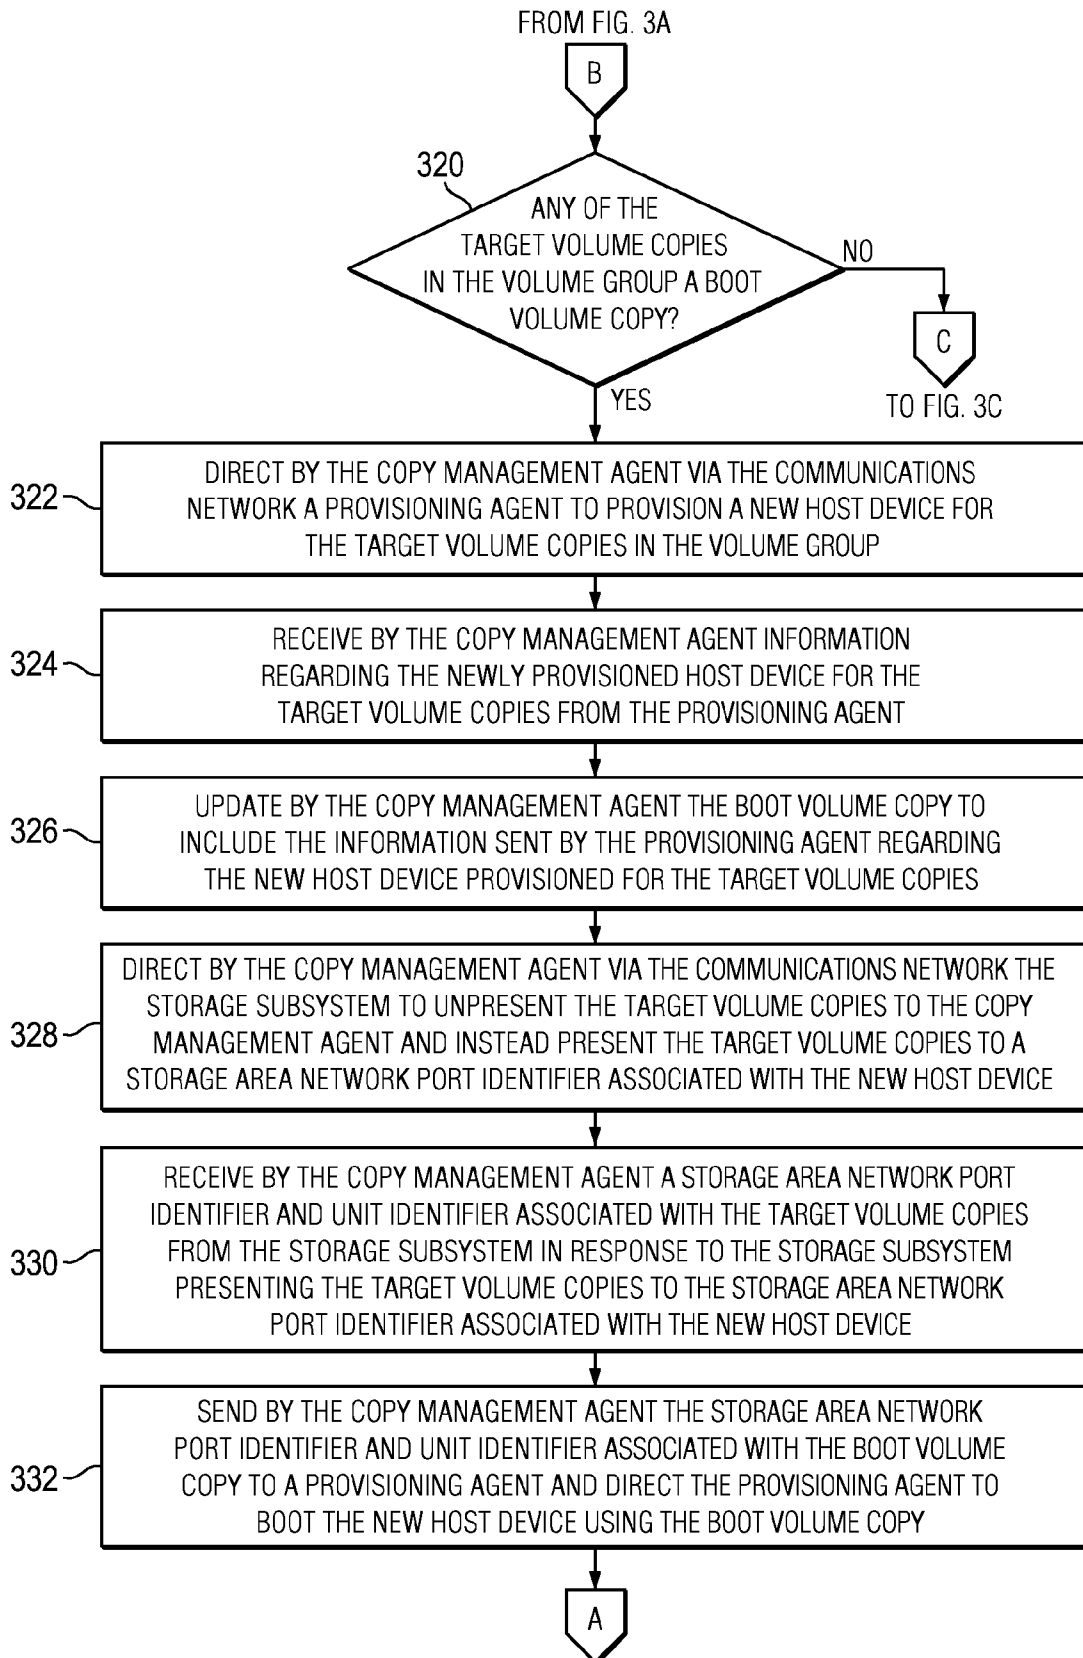 FROM FIG. 3A
B
320
ANY OF THE
TARGET VOLUME COPIES
IN THE VOLUME GROUP A BOOT
VOLUME COPY?
NO
C
TO FIG. 3C
YES
322
DIRECT BY THE COPY MANAGEMENT AGENT VIA THE COMMUNICATIONS
NETWORK A PROVISIONING AGENT TO PROVISION A NEW HOST DEVICE FOR
THE TARGET VOLUME COPIES IN THE VOLUME GROUP
324
RECEIVE BY THE COPY MANAGEMENT AGENT INFORMATION
REGARDING THE NEWLY PROVISIONED HOST DEVICE FOR THE
TARGET VOLUME COPIES FROM THE PROVISIONING AGENT
326
UPDATE BY THE COPY MANAGEMENT AGENT THE BOOT VOLUME COPY TO
INCLUDE THE INFORMATION SENT BY THE PROVISIONING AGENT REGARDING
THE NEW HOST DEVICE PROVISIONED FOR THE TARGET VOLUME COPIES
328
DIRECT BY THE COPY MANAGEMENT AGENT VIA THE COMMUNICATIONS NETWORK THE
STORAGE SUBSYSTEM TO UNPRESENT THE TARGET VOLUME COPIES TO THE COPY
MANAGEMENT AGENT AND INSTEAD PRESENT THE TARGET VOLUME COPIES TO A
STORAGE AREA NETWORK PORT IDENTIFIER ASSOCIATED WITH THE NEW HOST DEVICE
330
RECEIVE BY THE COPY MANAGEMENT AGENT A STORAGE AREA NETWORK PORT
IDENTIFIER AND UNIT IDENTIFIER ASSOCIATED WITH THE TARGET VOLUME COPIES
FROM THE STORAGE SUBSYSTEM IN RESPONSE TO THE STORAGE SUBSYSTEM
PRESENTING THE TARGET VOLUME COPIES TO THE STORAGE AREA NETWORK
PORT IDENTIFIER ASSOCIATED WITH THE NEW HOST DEVICE
332
SEND BY THE COPY MANAGEMENT AGENT THE STORAGE AREA NETWORK
PORT IDENTIFIER AND UNIT IDENTIFIER ASSOCIATED WITH THE BOOT VOLUME
COPY TO A PROVISIONING AGENT AND DIRECT THE PROVISIONING AGENT TO
BOOT THE NEW HOST DEVICE USING THE BOOT VOLUME COPY
A